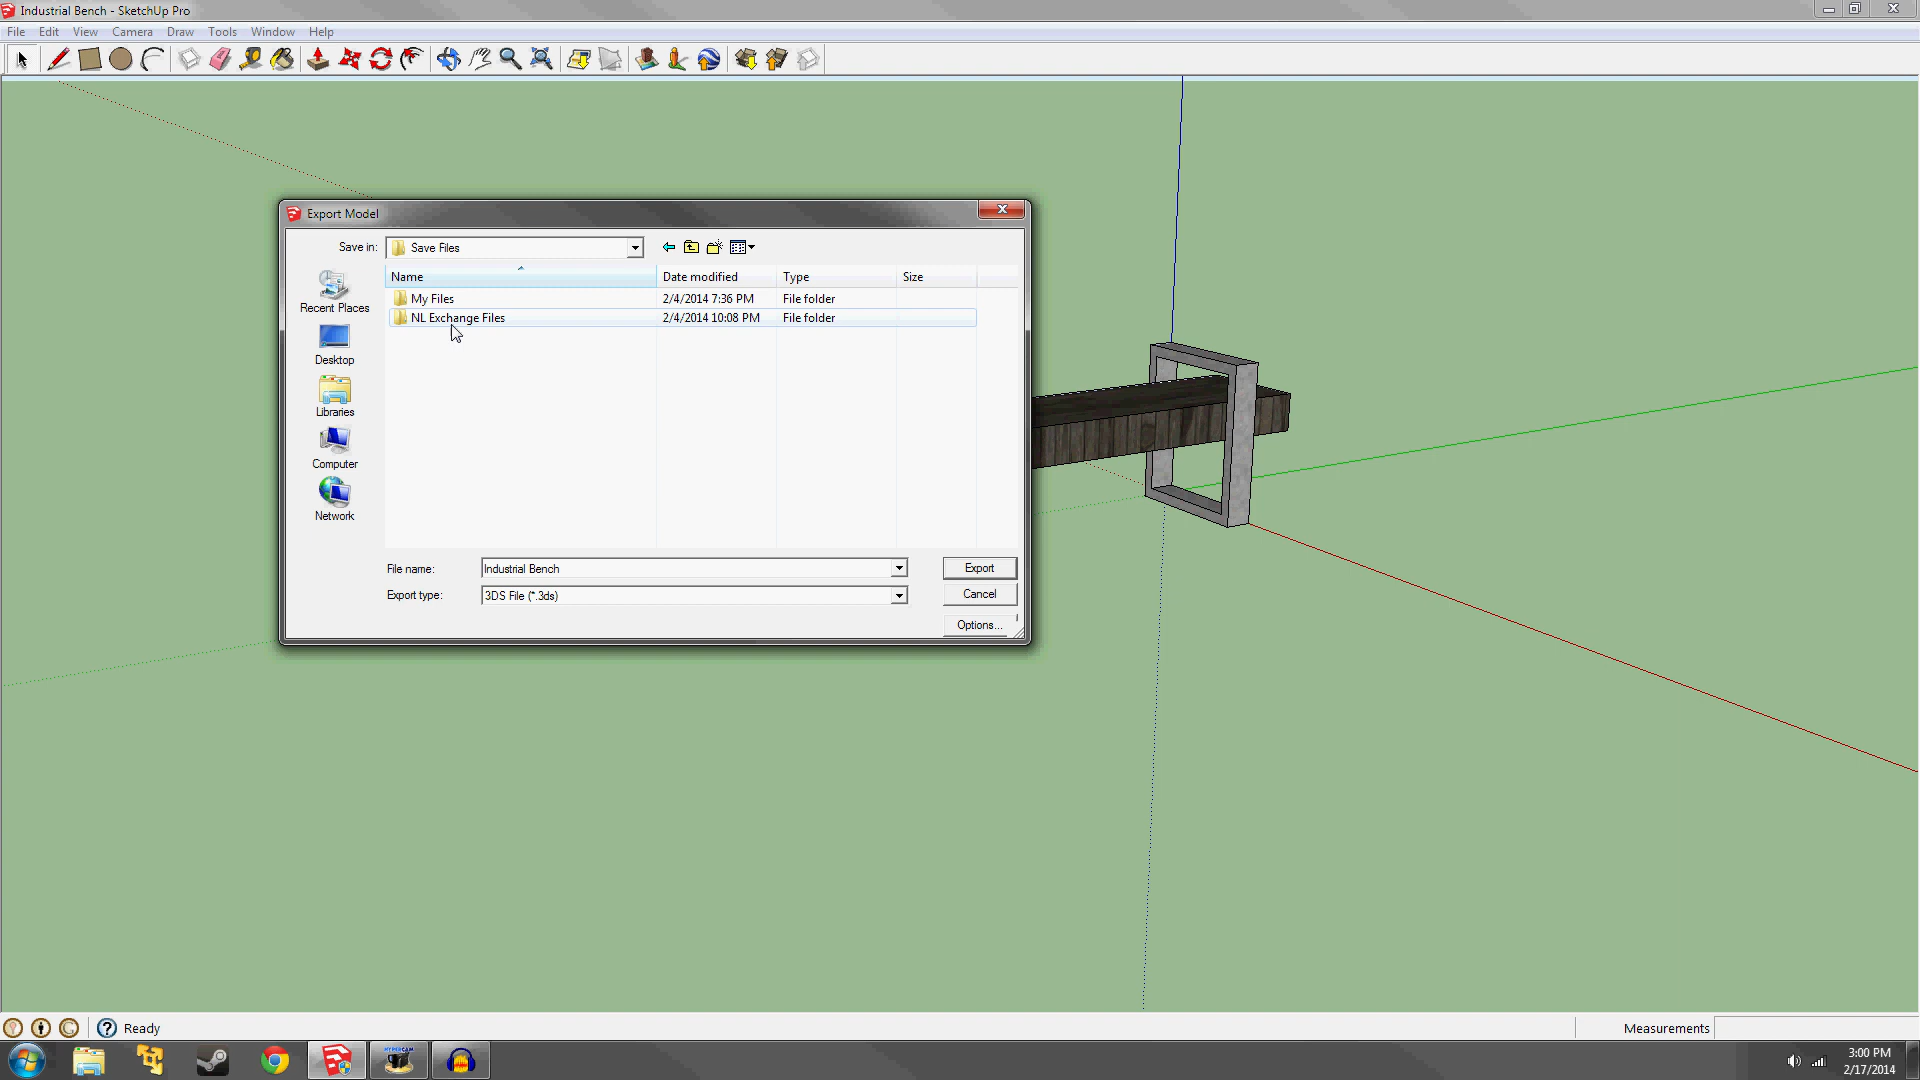 Industrial Bench - SketchUp Pro
File Edit View Camera Draw Tools Window Help
Export Model
Save in: Save Files
Name Date modified Type Size
My Files 2/4/2014 7:36 PM File folder
NL Exchange Files 2/4/2014 10:08 PM File folder
Recent Places
Desktop
Libraries
Computer
Network
File name: Industrial Bench Export
Export type: 3DS File (*.3ds) Cancel
Options...
Ready Measurements
HYPERCAM
3:00 PM
2/17/2014